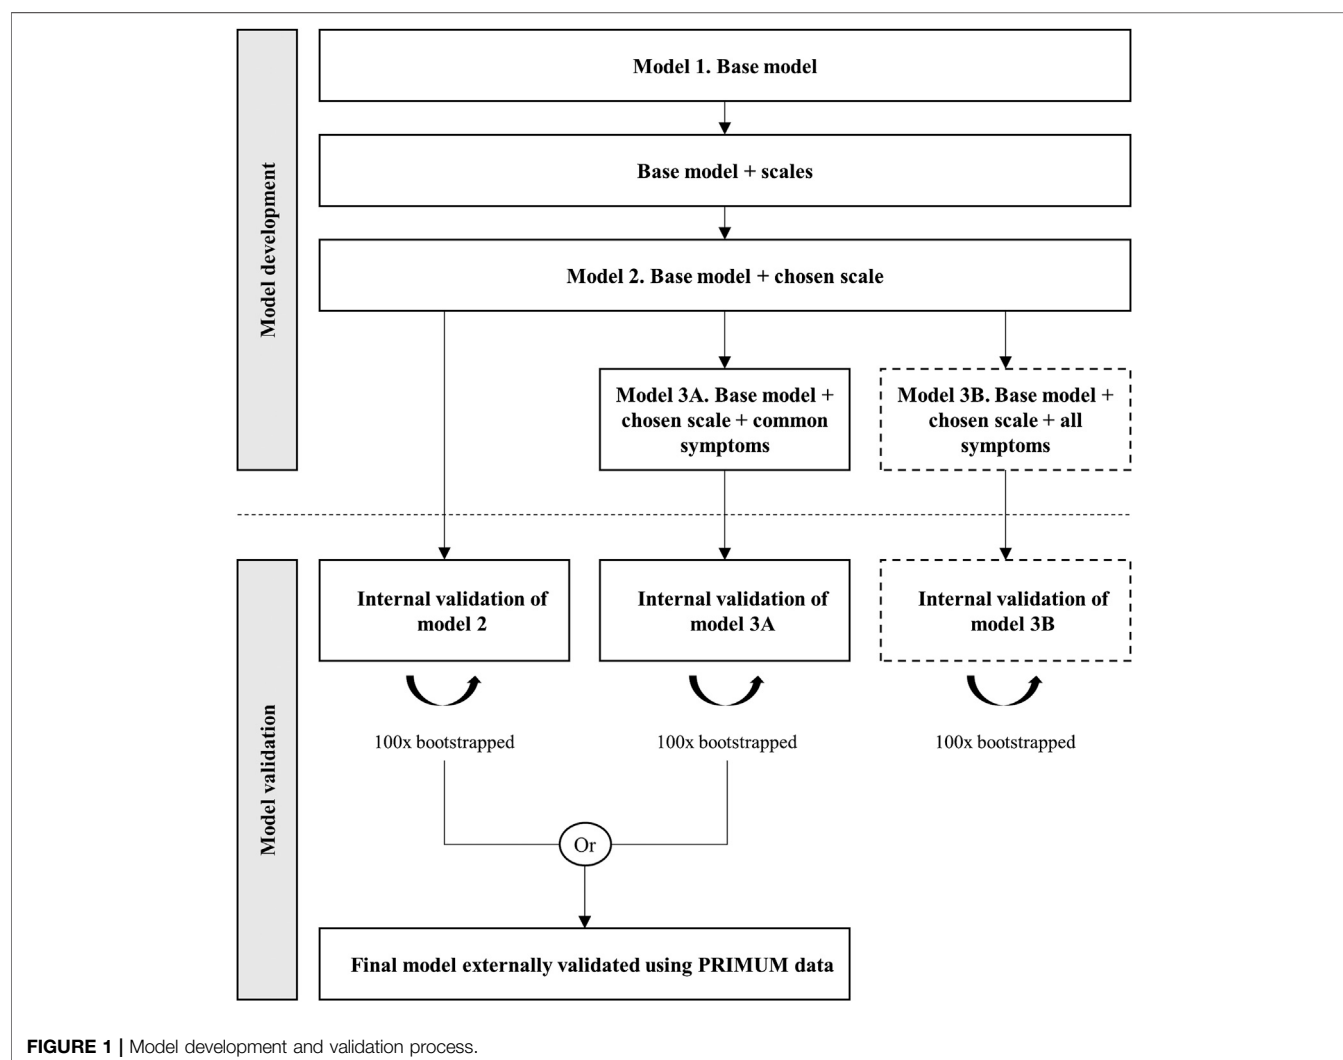 Model development
Model 1. Base model
Base model + scales
Model 2. Base model + chosen scale
Model 3A. Base model +
chosen scale + common
symptoms
Model 3B. Base model +
chosen scale + all
symptoms
Model validation
Internal validation of
model 2
Internal validation of
model 3A
Internal validation of
model 3B
100x bootstrapped
100x bootstrapped
100x bootstrapped
Or
Final model externally validated using PRIMUM data
FIGURE 1 | Model development and validation process.